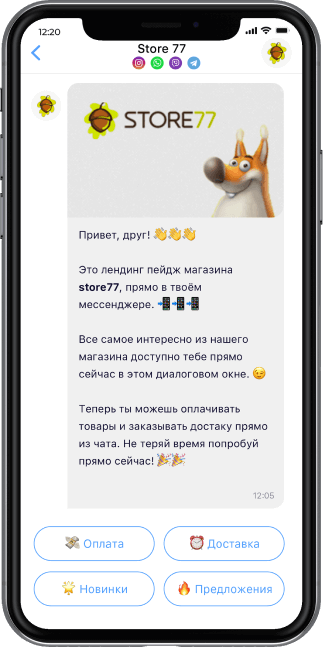 12:20
Store 77
STORE77
Привет, друг! 👋👋👋
Это лендинг пейдж магазина
store77, прямо в твоём
мессенджере. 📲📲📲
Все самое интересно из нашего
магазина доступно тебе прямо
сейчас в этом диалоговом окне. 😉
Теперь ты можешь оплачивать
товары и заказывать достаку прямо
из чата. Не теряй время попробуй
прямо сейчас! 🎉🎉
12:05
💸 Оплата
⏰ Доставка
🌟 Новинки
🔥 Предложения